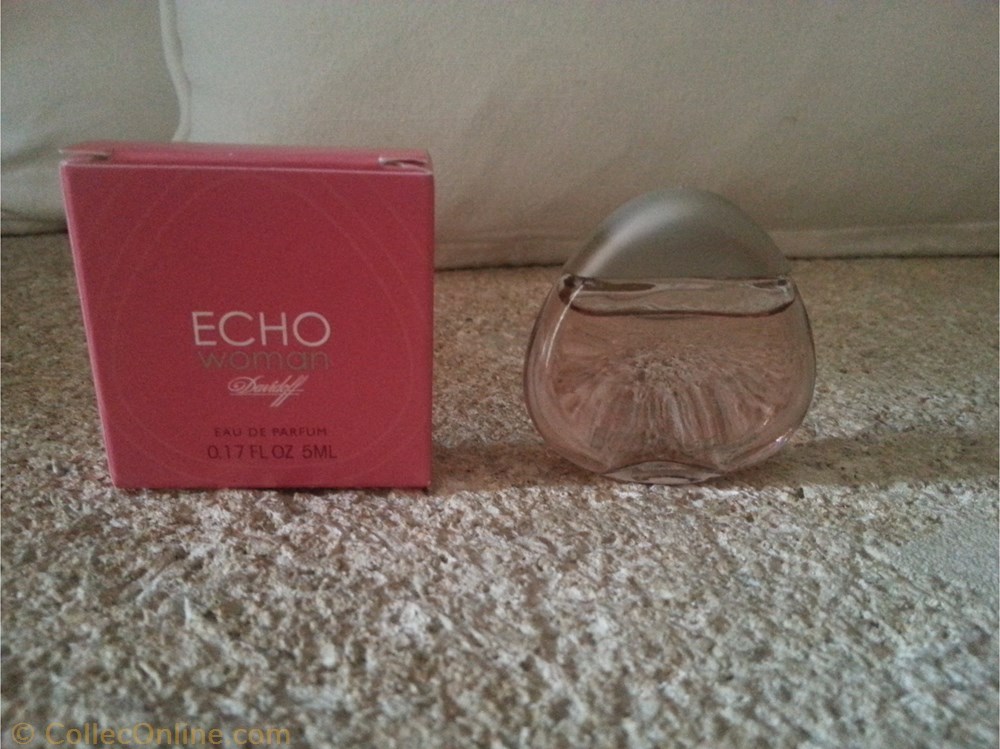 ECHO
woman
Davidoff
EAU DE PARFUM
0.17 FL OZ 5ML
© CollecOnline.com